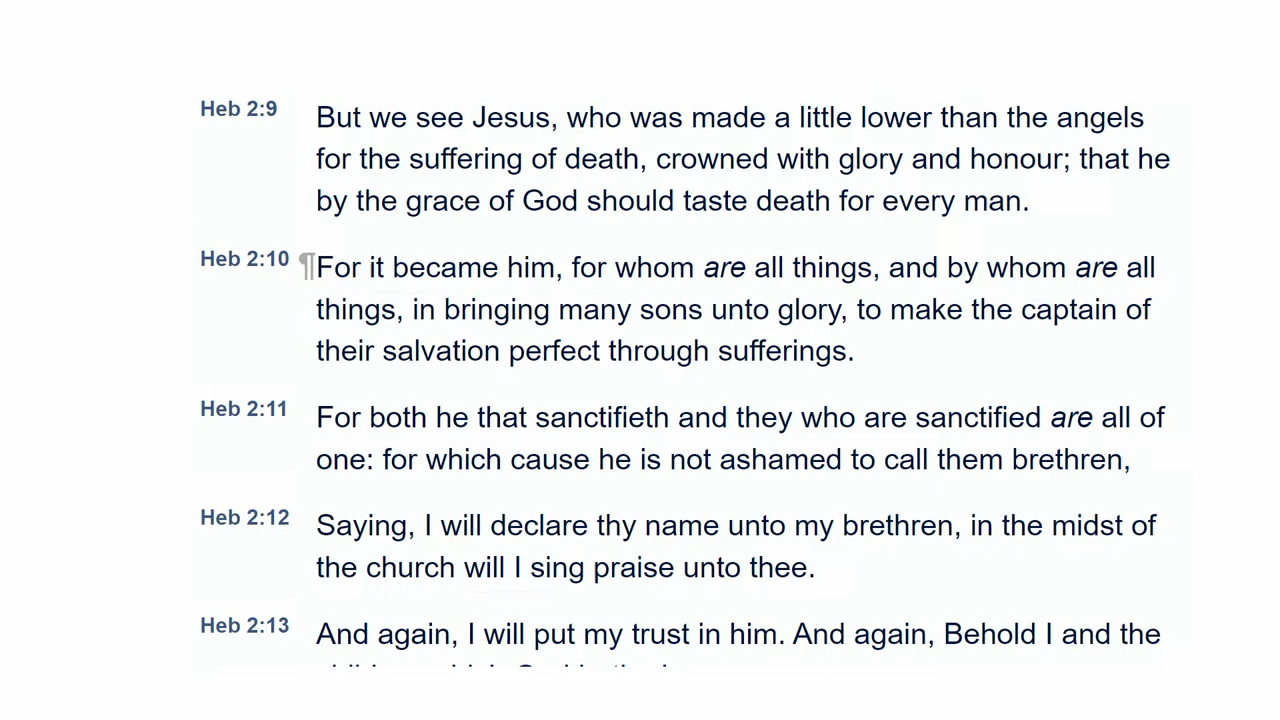 Heb 2:9 But we see Jesus, who was made a little lower than the angels
for the suffering of death, crowned with glory and honour; that he
by the grace of God should taste death for every man.
Heb 2:10 ¶For it became him, for whom are all things, and by whom are all
things, in bringing many sons unto glory, to make the captain of
their salvation perfect through sufferings.
Heb 2:11 For both he that sanctifieth and they who are sanctified are all of
one: for which cause he is not ashamed to call them brethren,
Heb 2:12 Saying, I will declare thy name unto my brethren, in the midst of
the church will I sing praise unto thee.
Heb 2:13 And again, I will put my trust in him. And again, Behold I and the